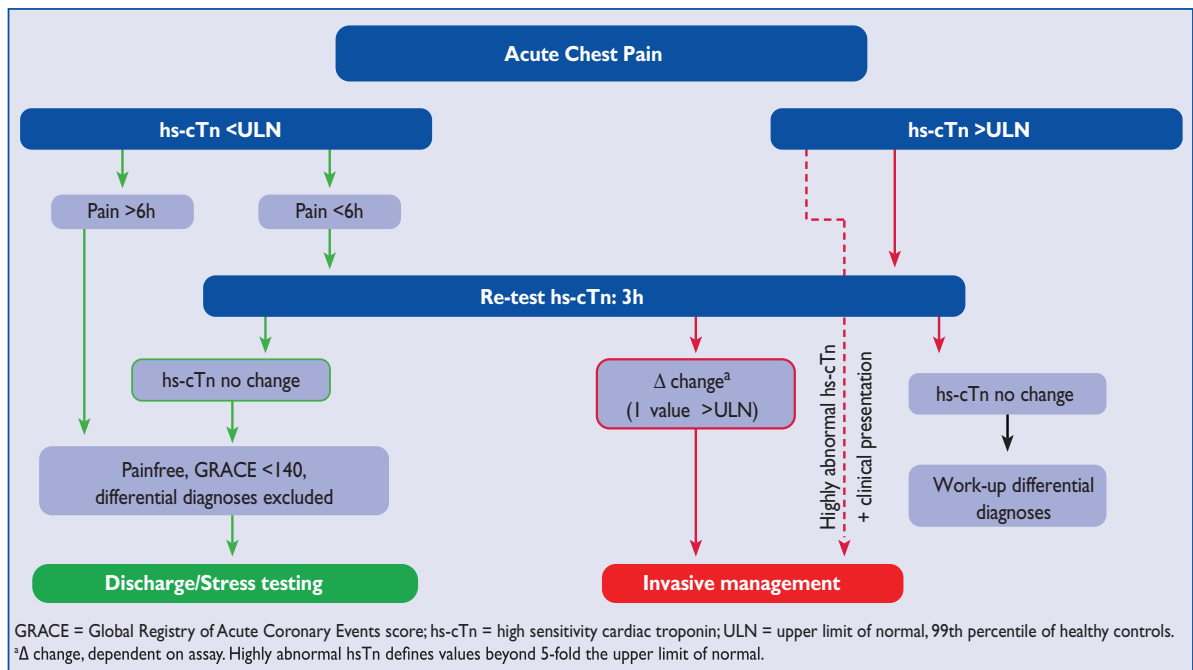 Acute Chest Pain
hs-cTn <ULN
hs-cTn >ULN
Pain >6h
Pain <6h
Re-test hs-cTn: 3h
hs-cTn no change
Δ changeᵃ
(1 value >ULN)
Highly abnormal hs-cTn
+ clinical presentation
hs-cTn no change
Painfree, GRACE <140,
differential diagnoses excluded
Work-up differential
diagnoses
Discharge/Stress testing
Invasive management
GRACE = Global Registry of Acute Coronary Events score; hs-cTn = high sensitivity cardiac troponin; ULN = upper limit of normal, 99th percentile of healthy controls.
ᵃΔ change, dependent on assay. Highly abnormal hsTn defines values beyond 5-fold the upper limit of normal.